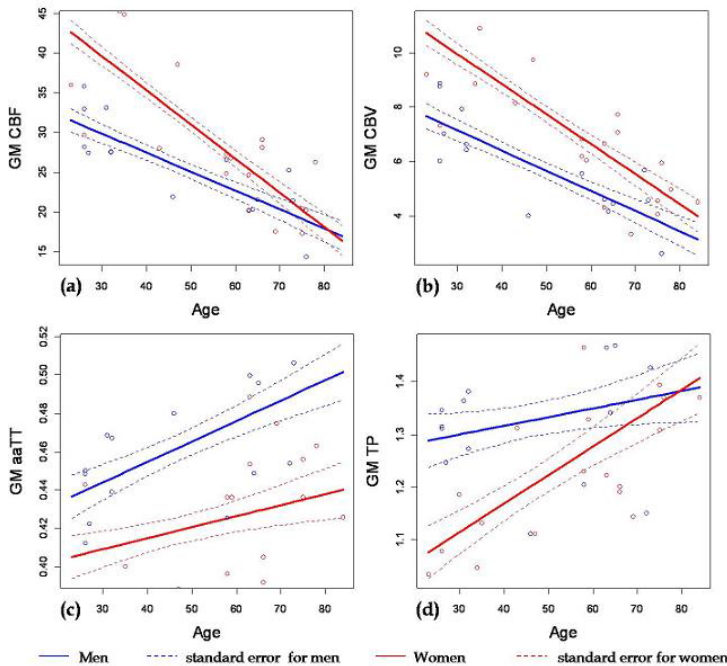 GM CBF
45
40
35
30
25
20
15
30 40 50 60 70 80
(a)
Age
GM CBV
10
8
6
4
30 40 50 60 70 80
(b)
Age
GM aaTT
0.52
0.50
0.48
0.46
0.44
0.42
0.40
30 40 50 60 70 80
(c)
Age
GM TP
1.4
1.3
1.2
1.1
30 40 50 60 70 80
(d)
Age
Men standard error for men Women standard error for women